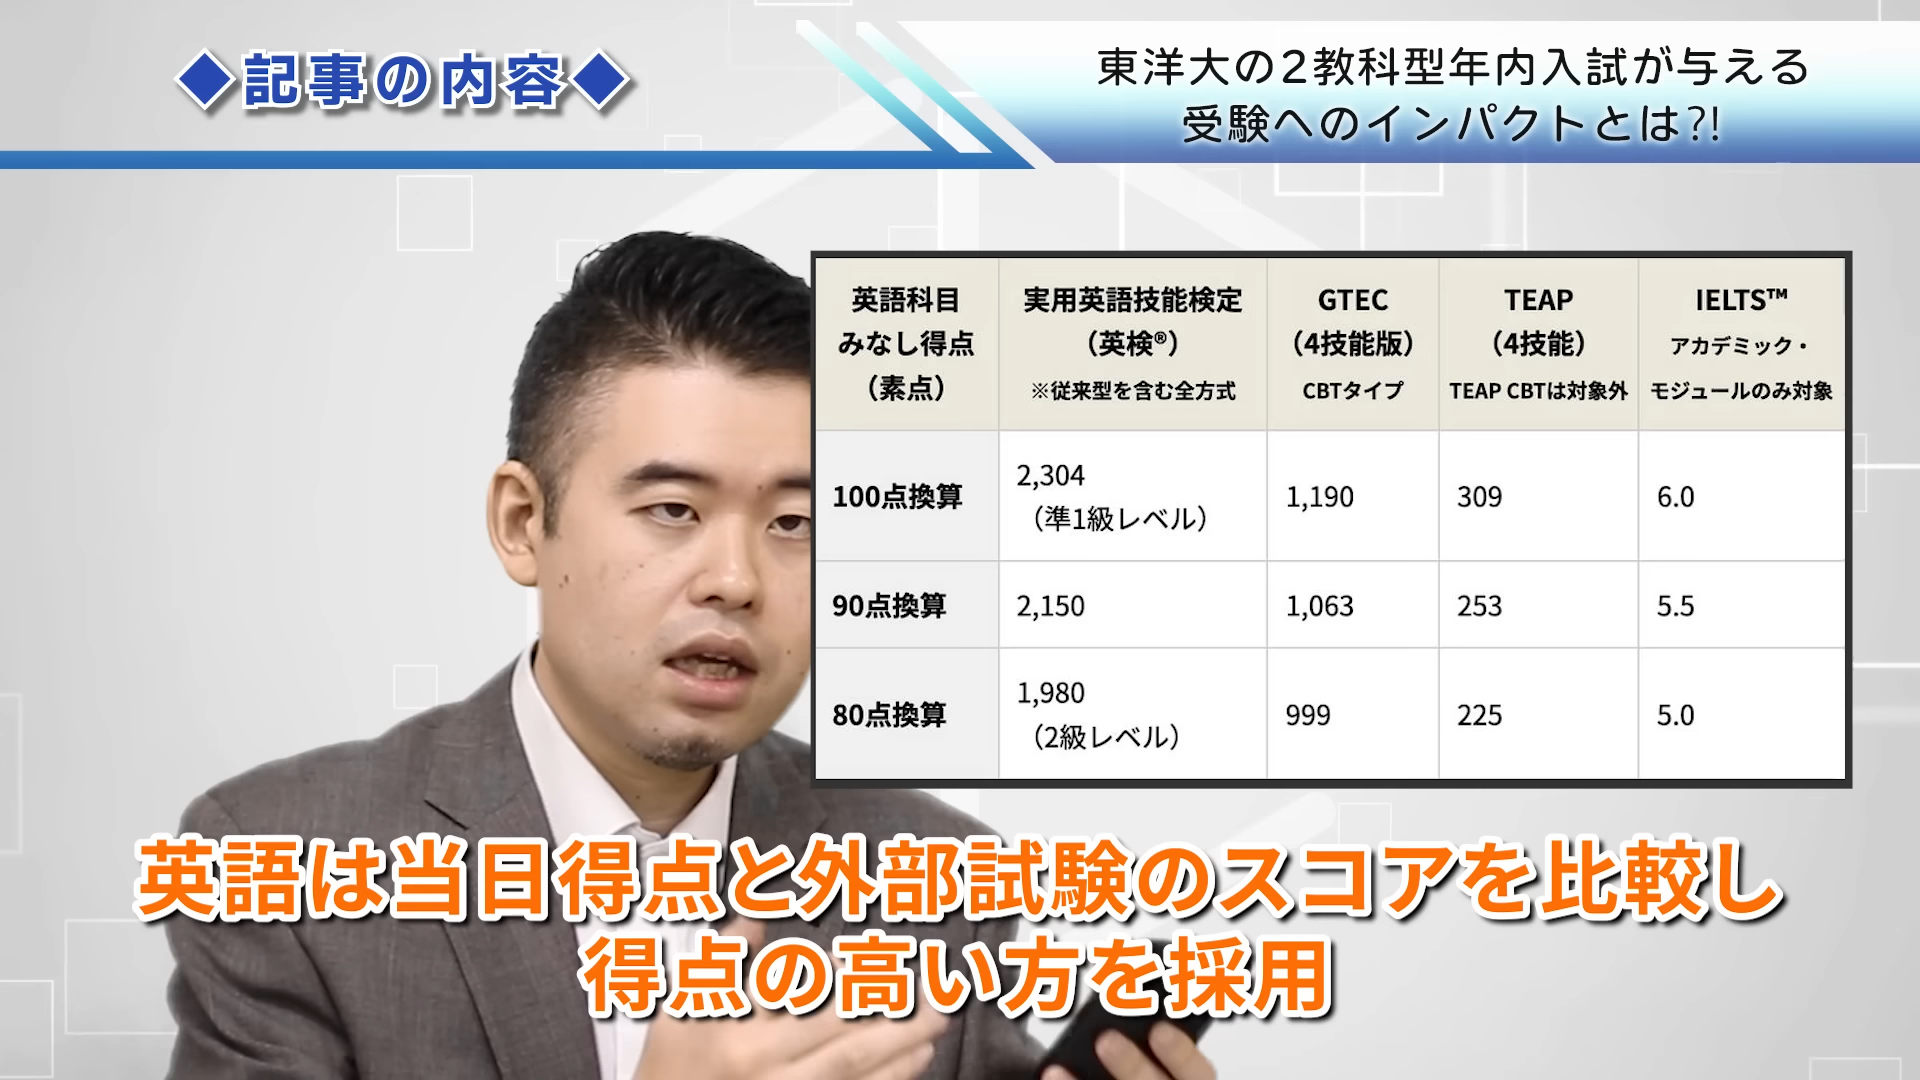 ◆記事の内容◆
東洋大の2教科型年内入試が与える
受験へのインパクトとは?!
英語科目
みなし得点
（素点）
実用英語技能検定
（英検®）
※従来型を含む全方式
GTEC
（4技能版）
CBTタイプ
TEAP
（4技能）
TEAP CBTは対象外
IELTS™
アカデミック・
モジュールのみ対象
100点換算
2,304
（準1級レベル）
1,190
309
6.0
90点換算
2,150
1,063
253
5.5
80点換算
1,980
（2級レベル）
999
225
5.0
英語は当日得点と外部試験のスコアを比較し
得点の高い方を採用